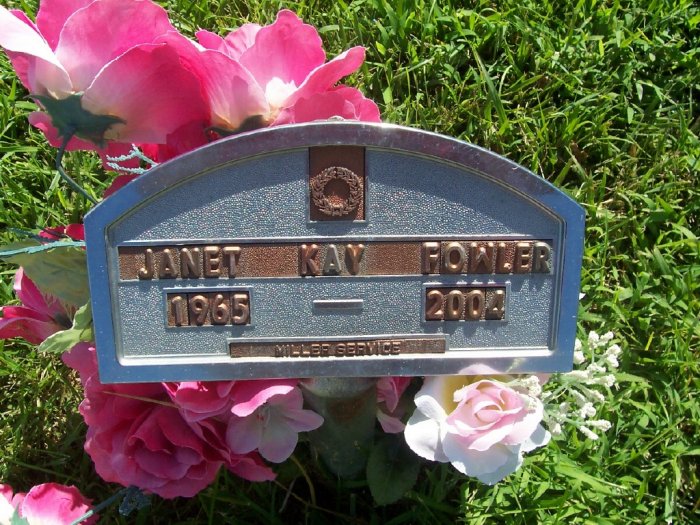 JANET KAY FOWLER
1965 — 2004
MILLER SERVICE